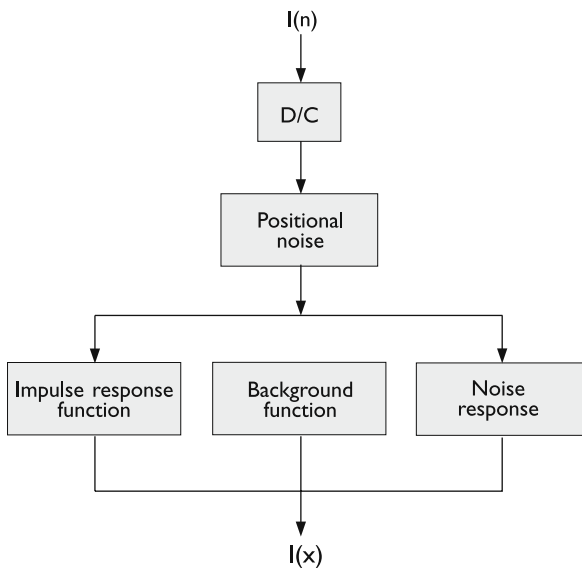 I(n)
D/C
Positional
noise
Impulse response
function
Background
function
Noise
response
I(x)